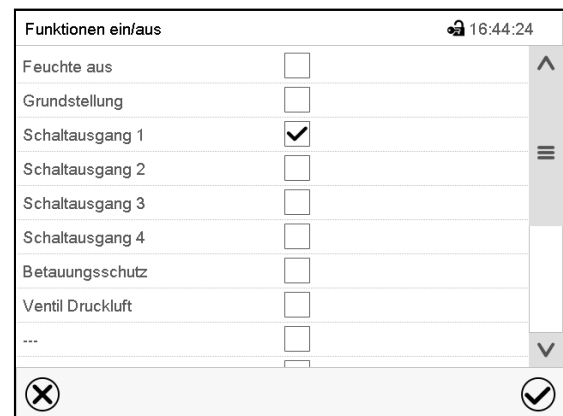 Funktionen ein/aus 16:44:24
Feuchte aus
Grundstellung
Schaltausgang 1
Schaltausgang 2
Schaltausgang 3
Schaltausgang 4
Betauungsschutz
Ventil Druckluft
---